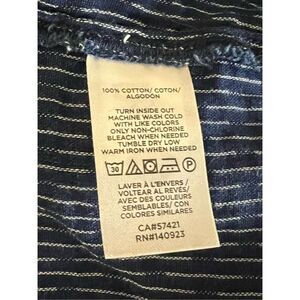 100% COTTON/ COTON/
ALGODÓN
TURN INSIDE OUT
MACHINE WASH COLD
WITH LIKE COLORS
ONLY NON-CHLORINE
BLEACH WHEN NEEDED
TUMBLE DRY LOW
WARM IRON WHEN NEEDED
30 P
LAVER À L'ENVERS /
VOLTEAR AL REVES/
AVEC DES COULEURS
SEMBLABLES/ CON
COLORES SIMILARES
CA#57421
RN#140923